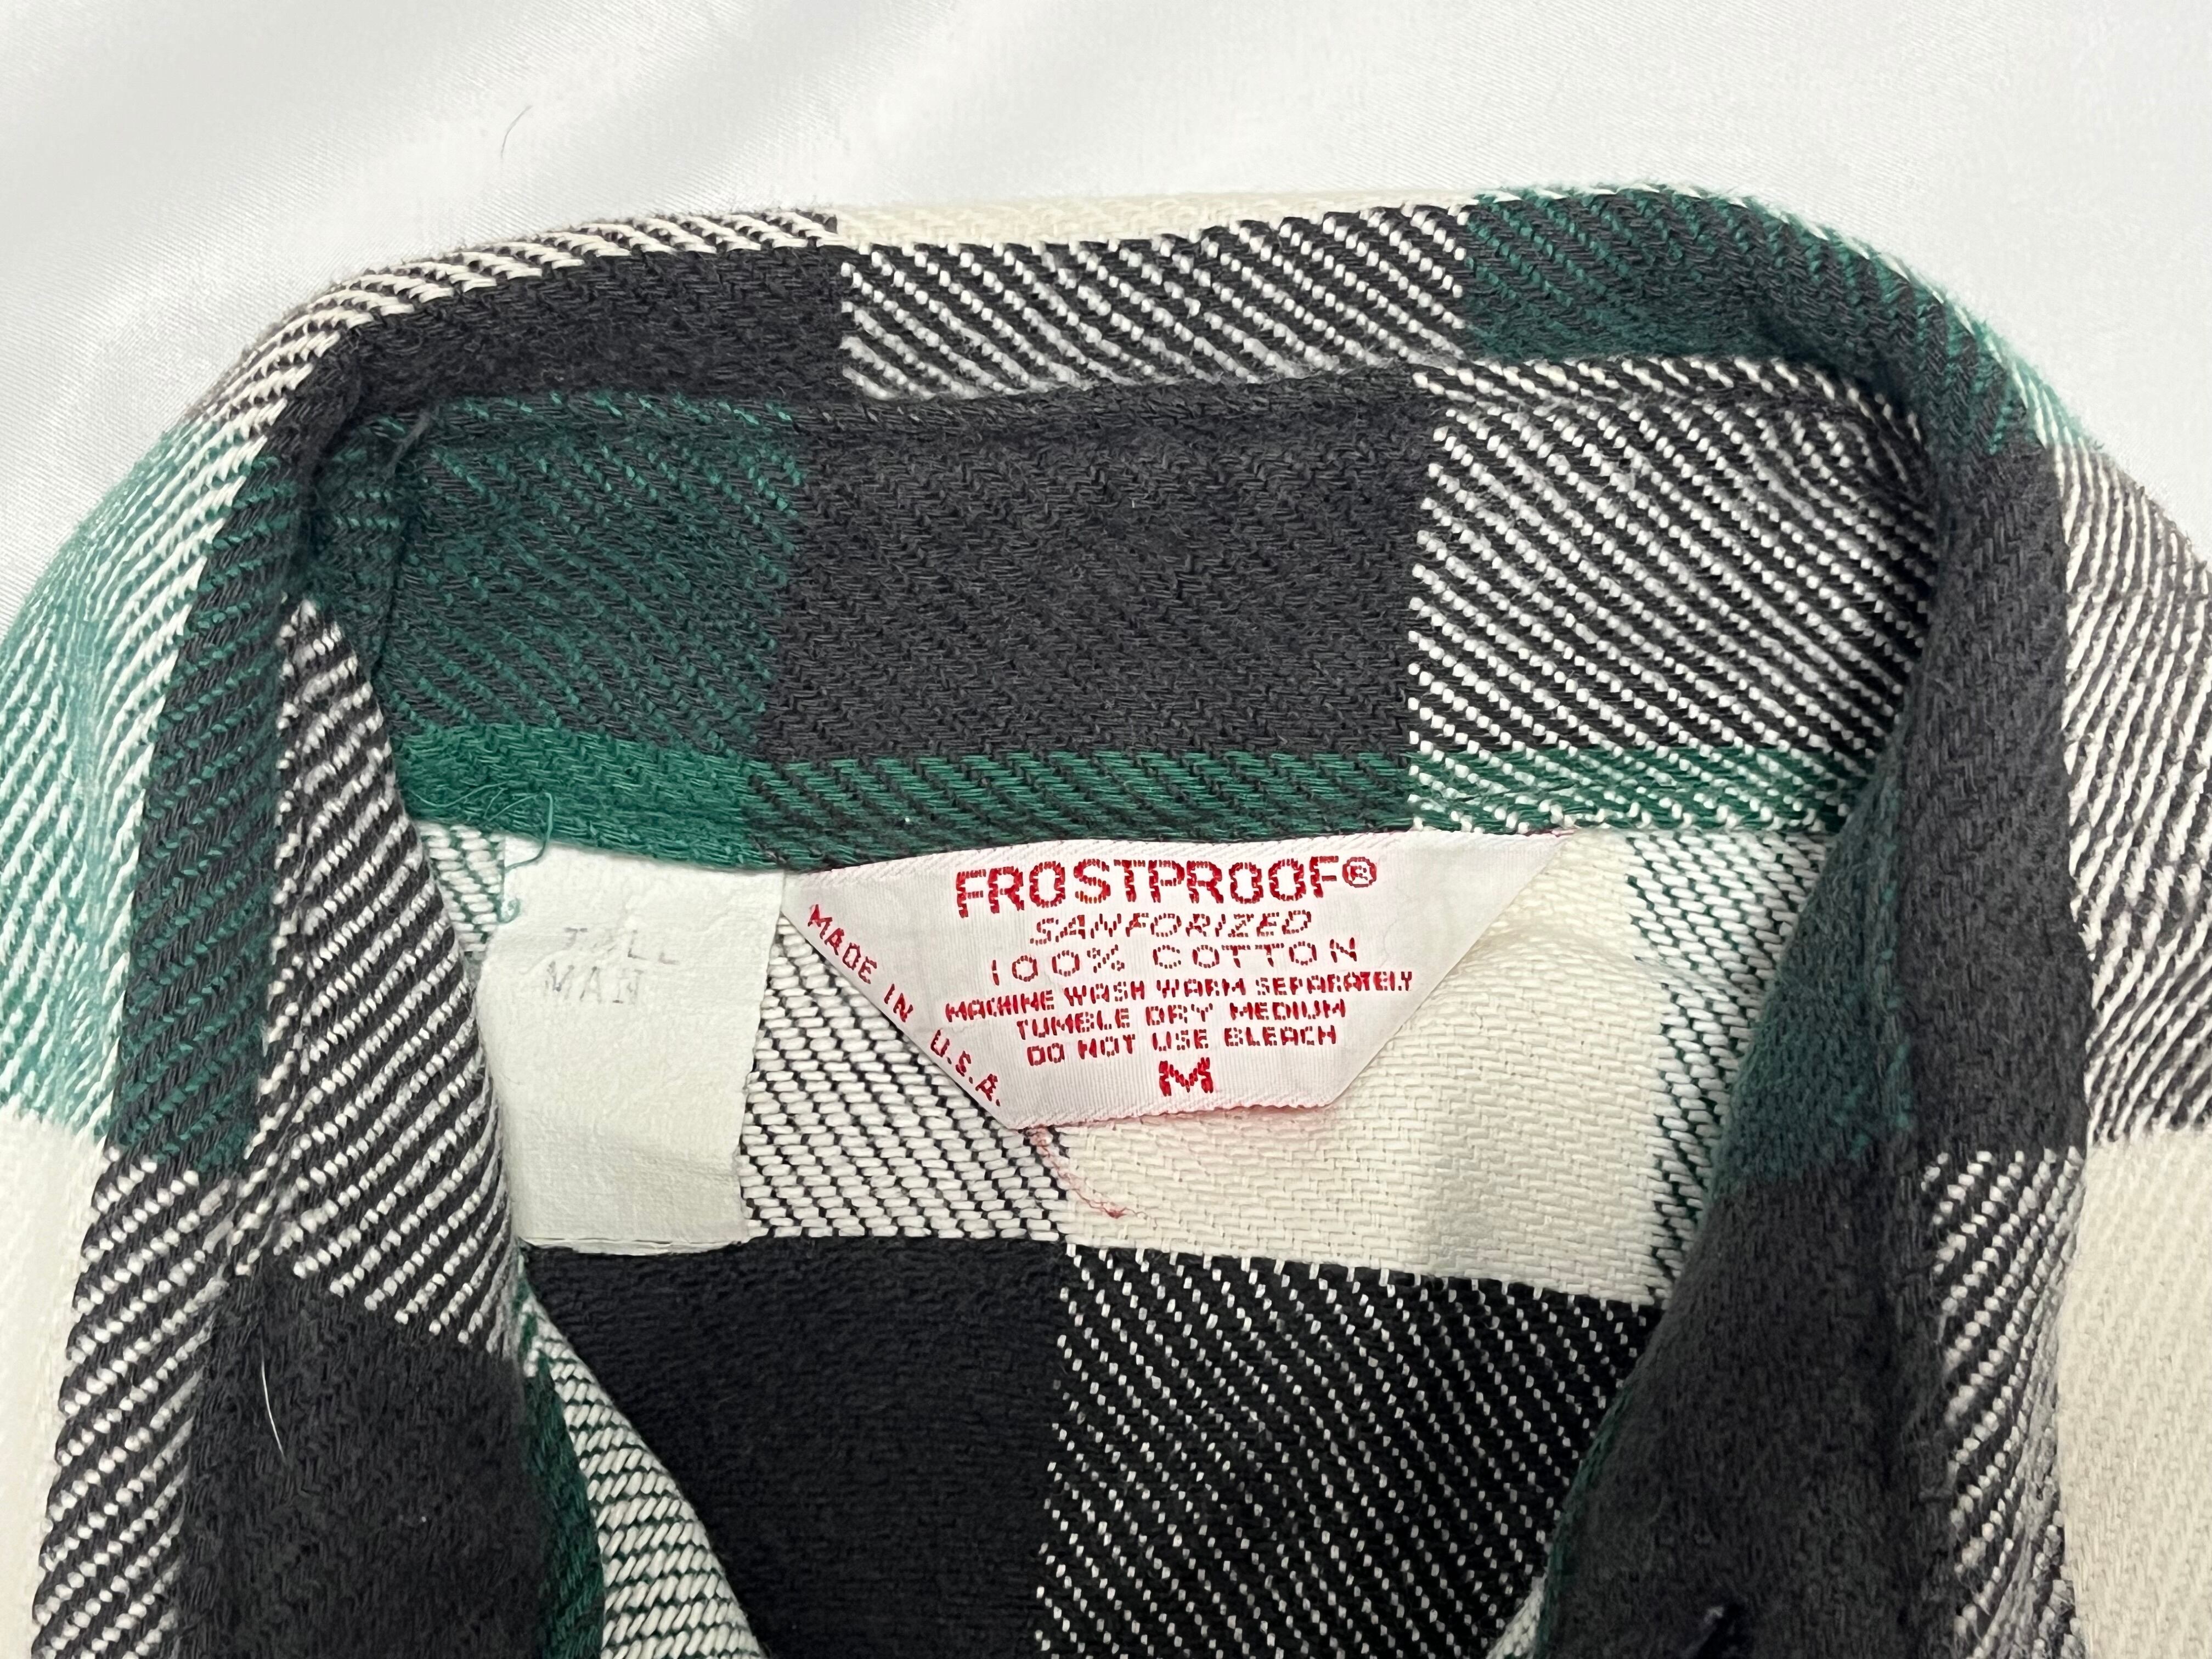 TALL
MAN
FROSTPROOF®
SANFORIZED
100% COTTON
MACHINE WASH WARM SEPARATELY
TUMBLE DRY MEDIUM
DO NOT USE BLEACH
M
MADE IN U.S.A.